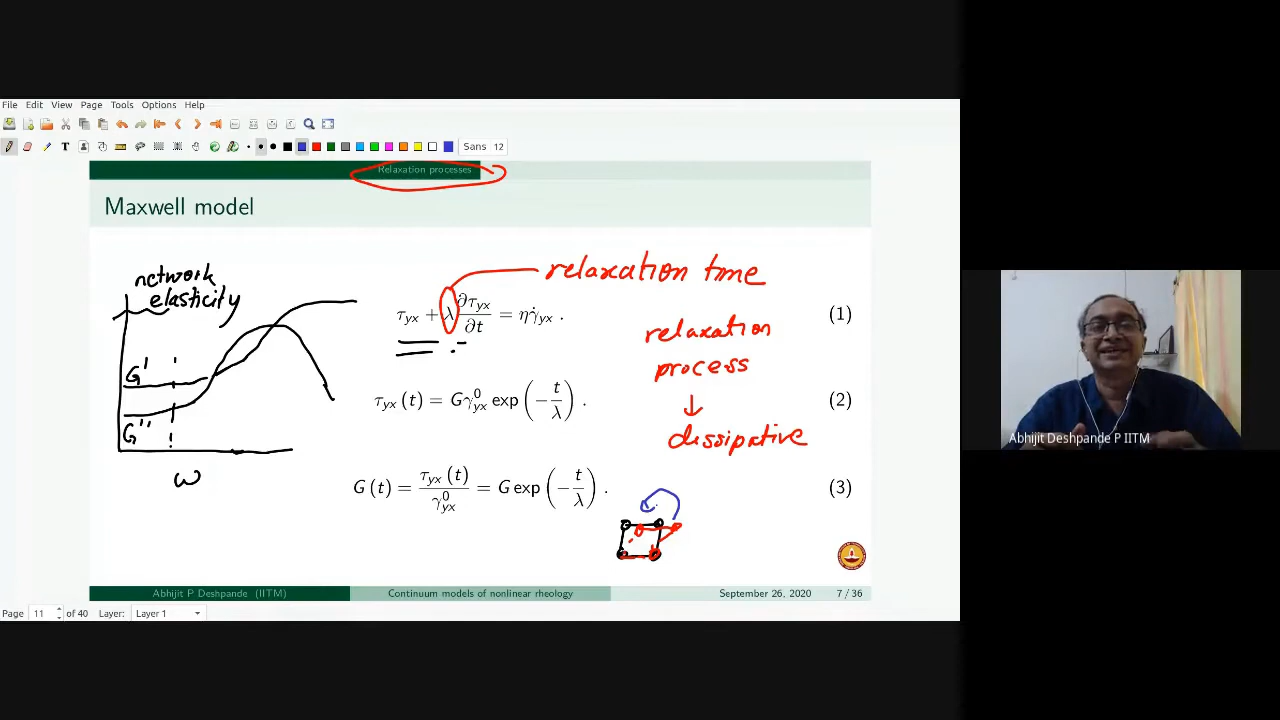 File Edit View Page Tools Options Help
Sans 12
Relaxation processes
Maxwell model
network
elasticity
G'
G''
ω
relaxation time
τyx + λ ∂τyx/∂t = ηγ̇yx . (1)
relaxation
process
↓
dissipative
τyx (t) = Gγ⁰yx exp (−t/λ) . (2)
G (t) = τyx (t)/γ⁰yx = G exp (−t/λ) . (3)
Abhijit P Deshpande (IITM) Continuum models of nonlinear rheology September 26, 2020 7 / 36
Page 11 of 40 Layer: Layer 1
Abhijit Deshpande P IITM